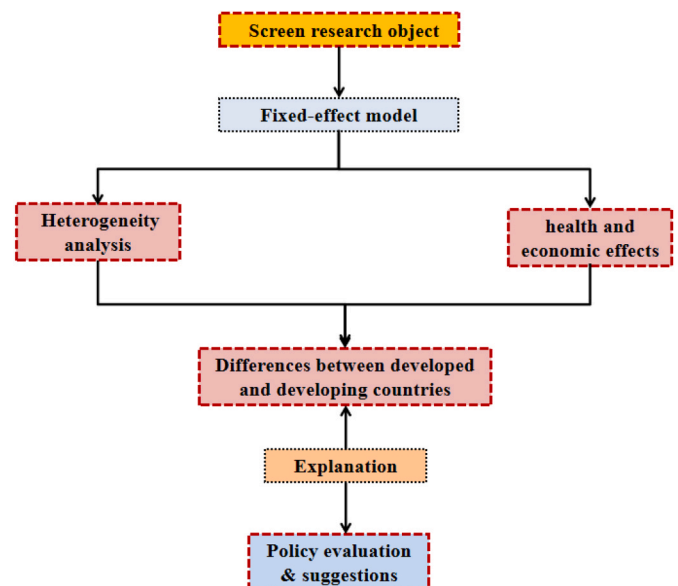 Screen research object
Fixed-effect model
Heterogeneity
analysis
health and
economic effects
Differences between developed
and developing countries
Explanation
Policy evaluation
& suggestions